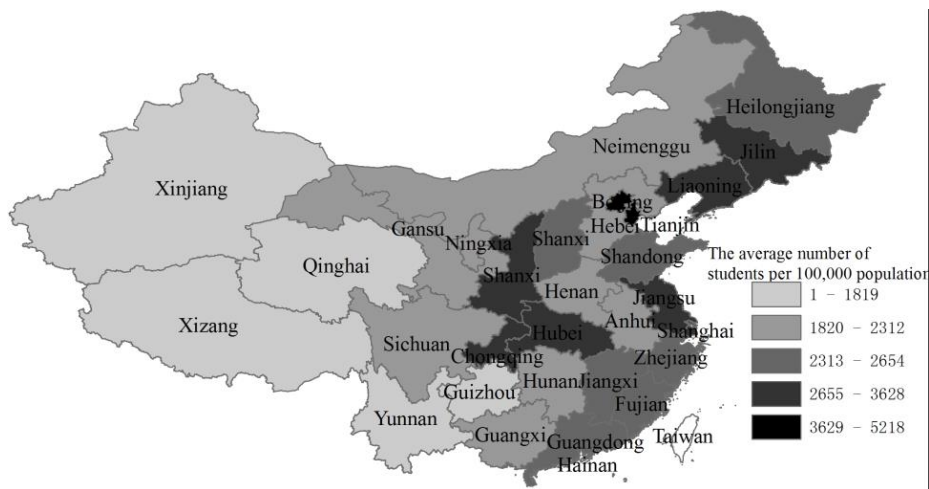 Heilongjiang
Jilin
Neimenggu
Liaoning
Xinjiang
Beijing
Hebei
Tianjin
Gansu
Ningxia
Shanxi
Shandong
Qinghai
Shanxi
Henan
Jiangsu
Xizang
Anhui
Shanghai
Sichuan
Hubei
Chongqing
Zhejiang
Hunan
Jiangxi
Guizhou
Fujian
Yunnan
Guangxi
Guangdong
Taiwan
Hainan
The average number of
students per 100,000 population
1 - 1819
1820 - 2312
2313 - 2654
2655 - 3628
3629 - 5218